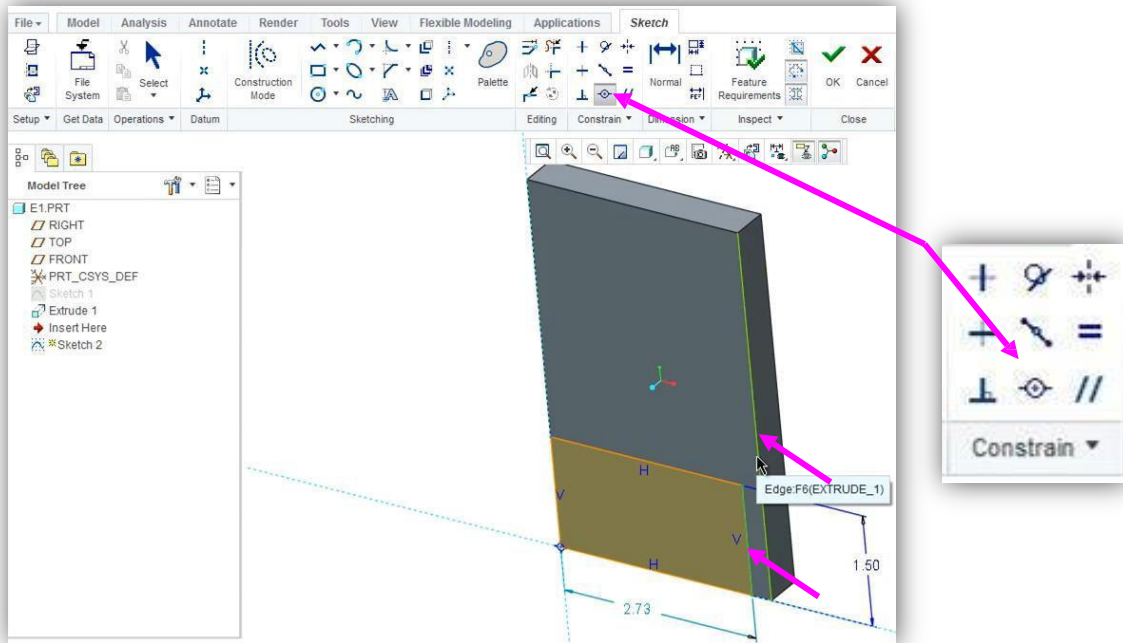 File Model Analysis Annotate Render Tools View Flexible Modeling Applications Sketch
File System
Select
Construction Mode
Palette
Normal
Feature Requirements
OK
Cancel
Setup Get Data Operations Datum Sketching Editing Constrain Dimension Inspect Close
Model Tree
E1.PRT
RIGHT
TOP
FRONT
PRT_CSYS_DEF
Sketch 1
Extrude 1
Insert Here
Sketch 2
H
Edge:F6(EXTRUDE_1)
V
V
H
1.50
2.73
Constrain